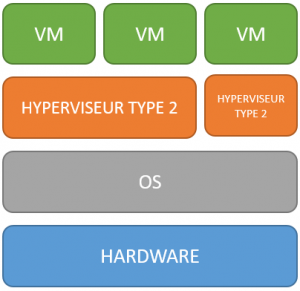 VM VM VM
HYPERVISEUR TYPE 2 HYPERVISEUR
TYPE 2
OS
HARDWARE